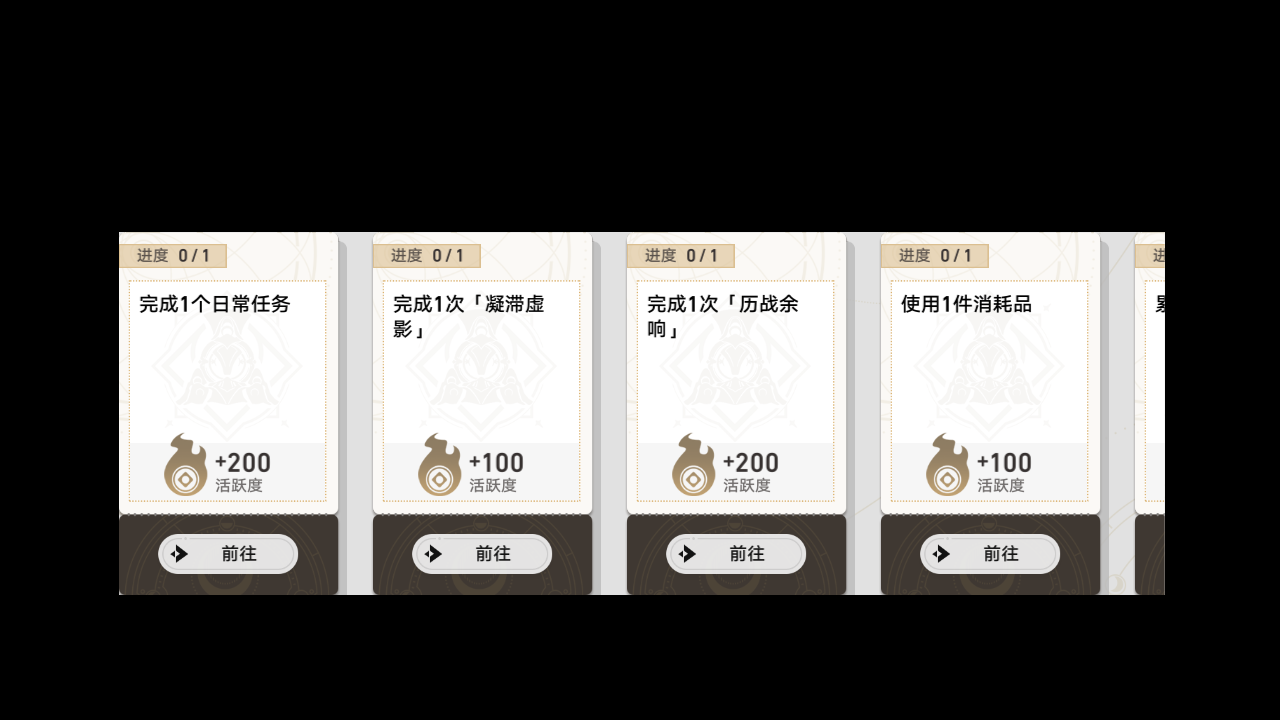 进度 0/1
完成1个日常任务
+200
活跃度
前往
进度 0/1
完成1次「凝滞虚
影」
+100
活跃度
前往
进度 0/1
完成1次「历战余
响」
+200
活跃度
前往
进度 0/1
使用1件消耗品
+100
活跃度
前往